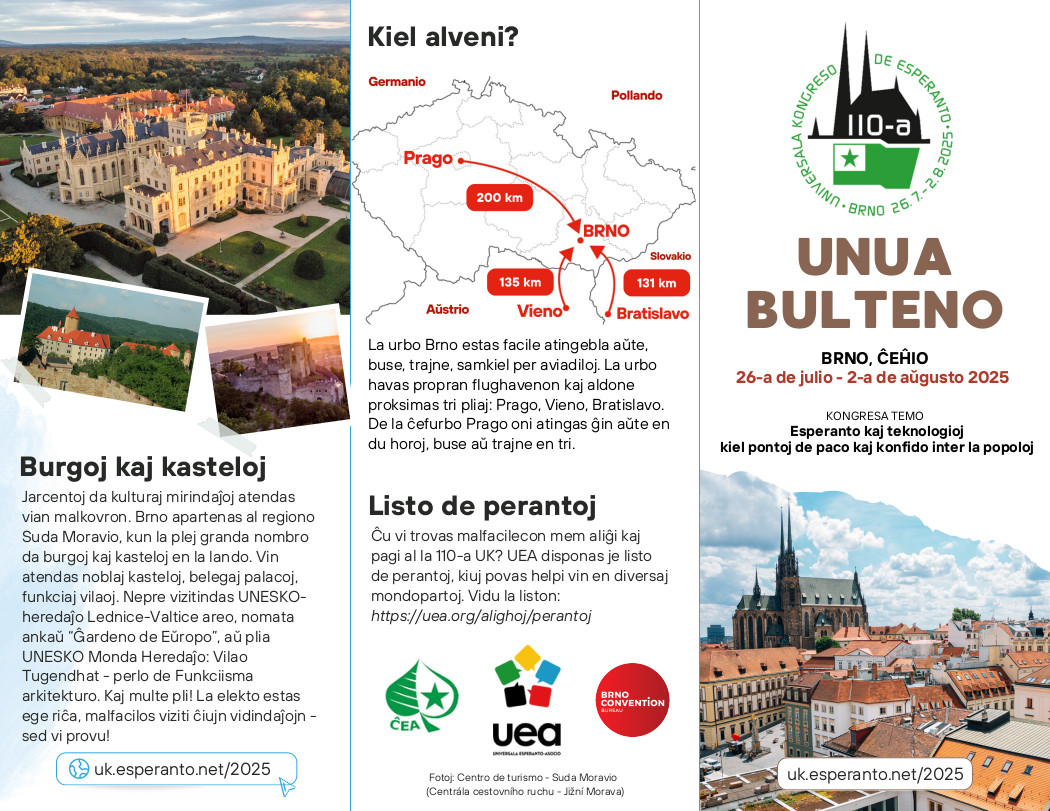 Burgoj kaj kasteloj
Jarcentoj da kulturaj mirindaĵoj atendas
vian malkovron. Brno apartenas al regiono
Suda Moravio, kun la plej granda nombro
da burgoj kaj kasteloj en la lando. Vin
atendas noblaj kasteloj, belegaj palacoj,
funkciaj vilaoj. Nepre vizitindas UNESKO-
heredaĵo Lednice-Valtice areo, nomata
ankaŭ “Ĝardeno de Eŭropo”, aŭ plia
UNESKO Monda Heredaĵo: Vilao
Tugendhat - perlo de Funkciisma
arkitekturo. Kaj multe pli! La elekto estas
ege riĉa, malfacilos viziti ĉiujn vidindaĵojn -
sed vi provu!
uk.esperanto.net/2025
Kiel alveni?
Germanio
Pollando
Prago
200 km
BRNO
Slovakio
135 km
131 km
Aŭstrio
Vieno
Bratislavo
La urbo Brno estas facile atingebla aŭte,
buse, trajne, samkiel per aviadiloj. La urbo
havas propran flughavenon kaj aldone
proksimas tri pliaj: Prago, Vieno, Bratislavo.
De la ĉefurbo Prago oni atingas ĝin aŭte en
du horoj, buse aŭ trajne en tri.
Listo de perantoj
Ĉu vi trovas malfacilecon mem aliĝi kaj
pagi al la 110-a UK? UEA disponas je listo
de perantoj, kiuj povas helpi vin en diversaj
mondopartoj. Vidu la liston:
https://uea.org/alighoj/perantoj
ĈEA
uea
UNIVERSALA ESPERANTO-ASOCIO
BRNO
CONVENTION
BUREAU
Fotoj: Centro de turismo - Suda Moravio
(Centrála cestovního ruchu - Jižní Morava)
UNIVERSALA KONGRESO DE ESPERANTO • BRNO 26.7.-2.8.2025 •
110-a
UNUA
BULTENO
BRNO, ĈEĤIO
26-a de julio - 2-a de aŭgusto 2025
KONGRESA TEMO
Esperanto kaj teknologioj
kiel pontoj de paco kaj konfido inter la popoloj
uk.esperanto.net/2025